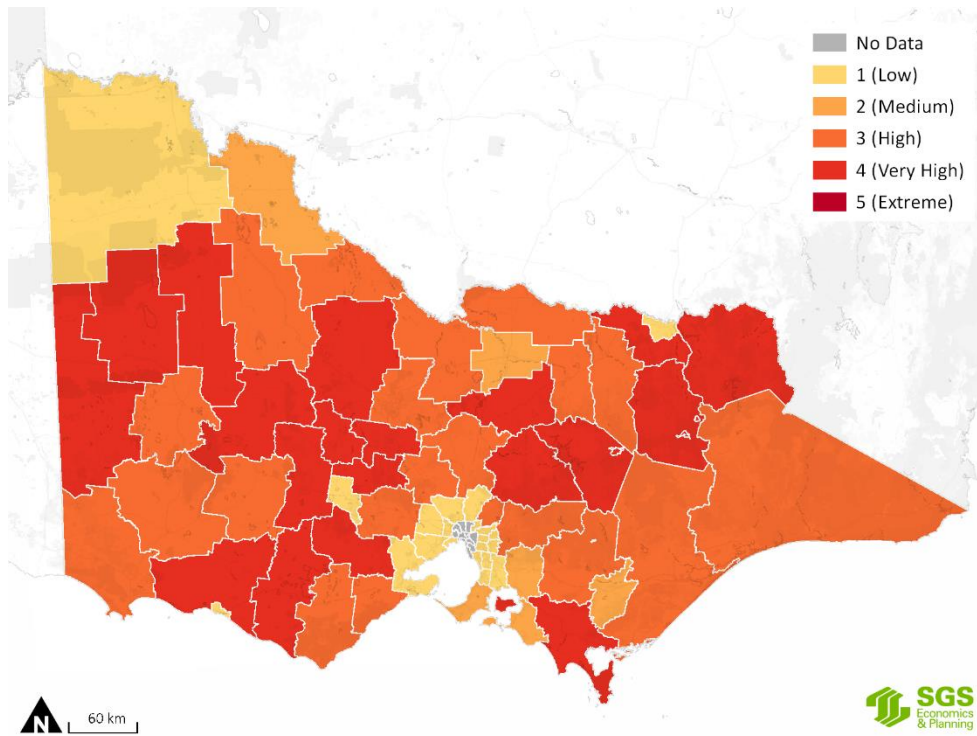 No Data
1 (Low)
2 (Medium)
3 (High)
4 (Very High)
5 (Extreme)
N
60 km
SGS
Economics
& Planning